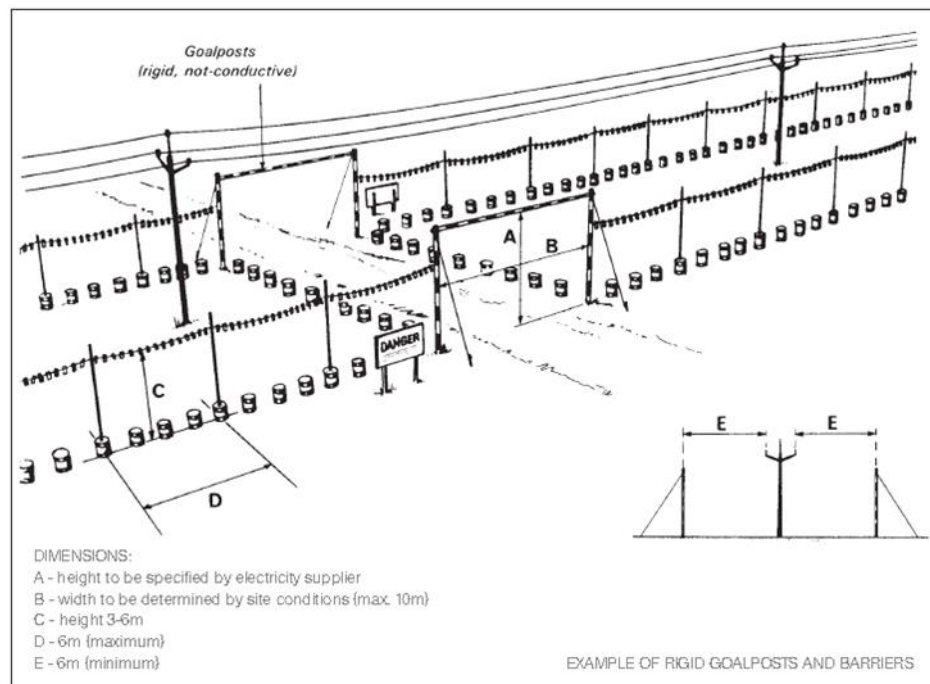 Goalposts
(rigid, not-conductive)
A
B
DANGER
C
D
E E
DIMENSIONS:
A - height to be specified by electricity supplier
B - width to be determined by site conditions (max. 10m)
C - height 3-6m
D - 6m (maximum)
E - 6m (minimum)
EXAMPLE OF RIGID GOALPOSTS AND BARRIERS